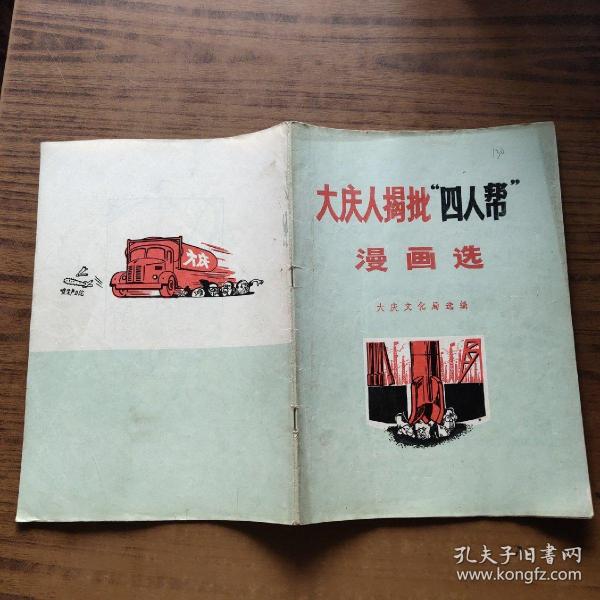 130
大庆人揭批“四人帮”
漫画选
大庆文化局选编
大庆
孔夫子旧书网
www.kongfz.com